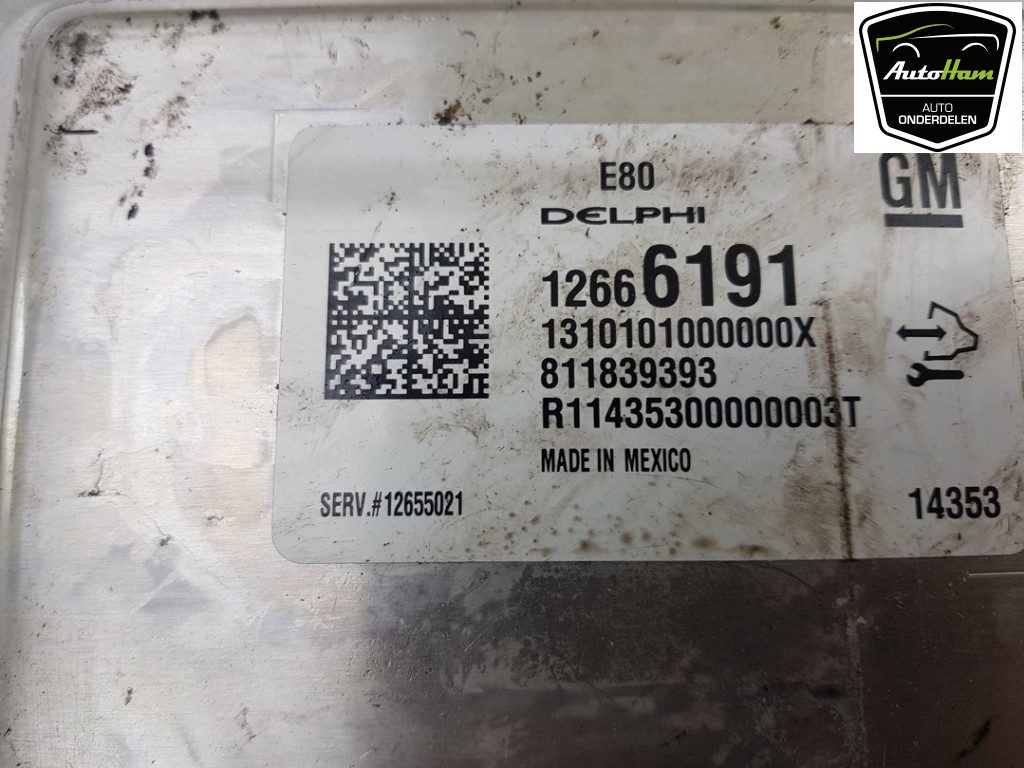 AutoHam
AUTO
ONDERDELEN
E80
GM
DELPHI
12666191
1310101000000X
811839393
R11435300000003T
MADE IN MEXICO
SERV.#12655021
14353